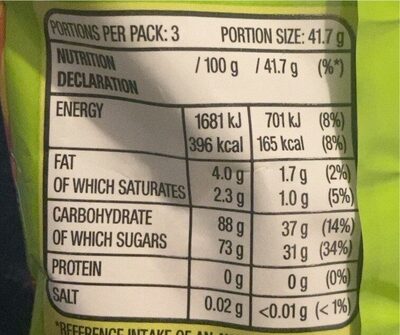 PORTIONS PER PACK: 3 PORTION SIZE: 41.7 g
NUTRITION DECLARATION / 100 g / 41.7 g (%*)
ENERGY 1681 kJ 701 kJ (8%)
396 kcal 165 kcal (8%)
FAT 4.0 g 1.7 g (2%)
OF WHICH SATURATES 2.3 g 1.0 g (5%)
CARBOHYDRATE 88 g 37 g (14%)
OF WHICH SUGARS 73 g 31 g (34%)
PROTEIN 0 g 0 g (0%)
SALT 0.02 g <0.01 g (< 1%)
*REFERENCE INTAKE OF AN